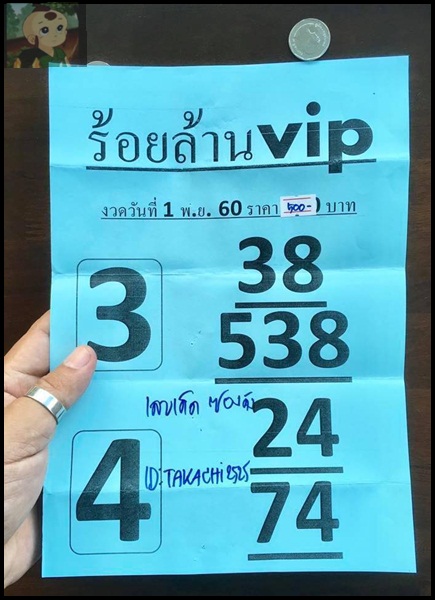 ร้อยล้านvip
งวดวันที่ 1 พ.ย. 60 ราคา 500- บาท
3
38
538
เลขเด็ด ซองดัง
24
4
ID:TAKACHi2525
74